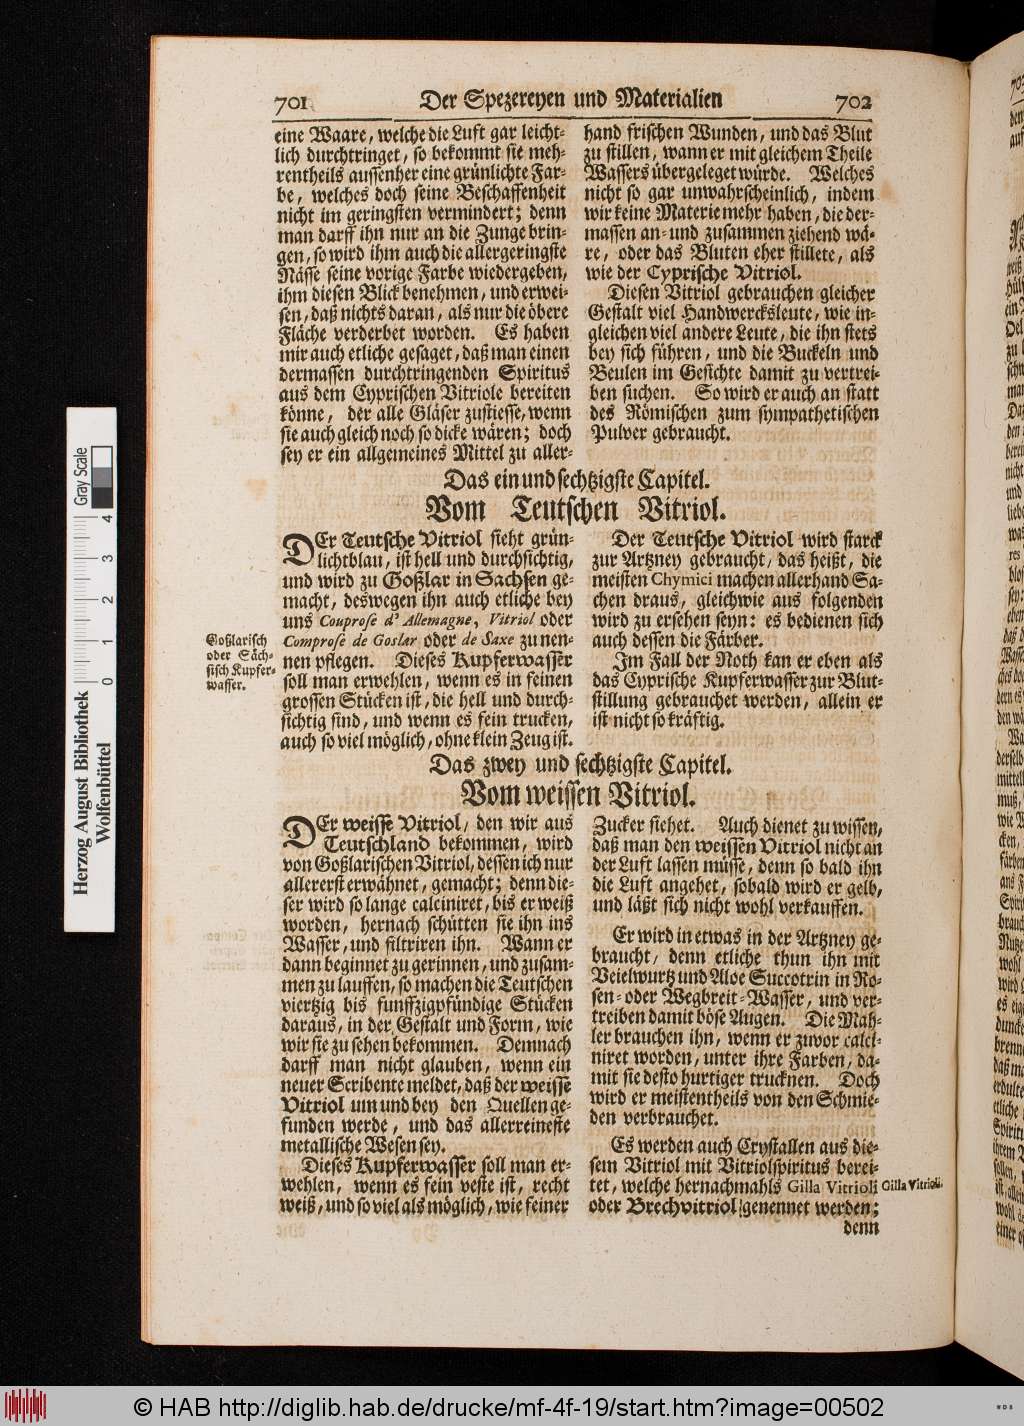 701 Der Spezereyen und Materialien 702
eine Waare, welche die Luft gar leicht-
lich durchtringet, so bekommt sie meh-
rentheils aussenher eine grünlichte Far-
be, welches doch seine Beschaffenheit
nicht im geringsten vermindert; denn
man darff ihn nur an die Zunge brin-
gen, so wird ihm auch die allergeringste
Nässe seine vorige Farbe wiedergeben,
ihm diesen Blick benehmen, und erwei-
sen, daß nichts daran, als nur die öbere
Fläche verderbet worden. Es haben
mir auch etliche gesaget, daß man einen
dermassen durchtringenden Spiritus
aus dem Cyprischen Vitriole bereiten
könne, der alle Gläser zustiesse, wenn
sie auch gleich noch so dicke wären; doch
sey er ein allgemeines Mittel zu aller-
hand frischen Wunden, und das Blut
zu stillen, wann er mit gleichem Theile
Wassers übergeleget würde. Welches
nicht so gar unwahrscheinlich, indem
wir keine Materie mehr haben, die der-
massen an- und zusammen ziehend wä-
re, oder das Bluten eher stillete, als
wie der Cyprische Vitriol.
Diesen Vitriol gebrauchen gleicher
Gestalt viel Handwercksleute, wie in-
gleichen viel andere Leute, die ihn stets
bey sich führen, und die Buckeln und
Beulen im Gesichte damit zu vertrei-
ben suchen. So wird er auch an statt
des Römischen zum sympathetischen
Pulver gebraucht.
Das ein und sechtzigste Capitel.
Vom Teutschen Vitriol.
DEr Teutsche Vitriol sieht grün-
lichtblau, ist hell und durchsichtig,
und wird zu Goßlar in Sachsen ge-
macht, deswegen ihn auch etliche bey
uns Couprose d' Allemagne, Vitriol oder
Comprose de Goslar oder de Saxe zu nen-
nen pflegen. Dieses Kupferwasser
soll man erwehlen, wenn es in feinen
grossen Stücken ist, die hell und durch-
sichtig sind, und wenn es fein trucken,
auch so viel möglich, ohne klein Zeug ist.
Goßlarisch
oder Säch-
sisch Kupfer-
wasser.
Der Teutsche Vitriol wird starck
zur Artzney gebraucht, das heißt, die
meisten Chymici machen allerhand Sa-
chen draus, gleichwie aus folgenden
wird zu ersehen seyn: es bedienen sich
auch dessen die Färber.
Im Fall der Noth kan er eben als
das Cyprische Kupferwasser zur Blut-
stillung gebrauchet werden, allein er
ist nicht so kräftig.
Das zwey und sechtzigste Capitel.
Vom weissen Vitriol.
DEr weisse Vitriol, den wir aus
Teutschland bekommen, wird
von Goßlarischen Vitriol, dessen ich nur
allererst erwähnet, gemacht; denn die-
ser wird so lange calciniret, bis er weiß
worden, hernach schütten sie ihn ins
Wasser, und filtriren ihn. Wann er
dann beginnet zu gerinnen, und zusam-
men zu lauffen, so machen die Teutschen
viertzig bis funffzigpfündige Stücken
daraus, in der Gestalt und Form, wie
wir sie zu sehen bekommen. Demnach
darff man nicht glauben, wenn ein
neuer Scribente meldet, daß der weisse
Vitriol um und bey den Quellen ge-
funden werde, und das allerreineste
metallische Wesen sey.
Dieses Kupferwasser soll man er-
wehlen, wenn es fein veste ist, recht
weiß, und so viel als möglich, wie feiner
Zucker siehet. Auch dienet zu wissen,
daß man den weissen Vitriol nicht an
der Luft lassen müsse, denn so bald ihn
die Luft angehet, sobald wird er gelb,
und läßt sich nicht wohl verkauffen.
Er wird in etwas in der Artzney ge-
braucht, denn etliche thun ihn mit
Veielwurtz und Aloe Succotrin in Ro-
sen- oder Wegbreit-Wasser, und ver-
treiben damit böse Augen. Die Mah-
ler brauchen ihn, wenn er zuvor calci-
niret worden, unter ihre Farben, da-
mit sie desto hurtiger trucknen. Doch
wird er meistentheils von den Schmie-
den verbrauchet.
Es werden auch Crystallen aus die-
sem Vitriol mit Vitriolspiritus berei-
tet, welche hernachmahls Gilla Vitrioli
oder Brechvitriol genennet werden;
denn
Gilla Vitrioli.
Herzog August Bibliothek
Wolfenbüttel
0 1 2 3 4
Gray Scale
© HAB http://diglib.hab.de/drucke/mf-4f-19/start.htm?image=00502